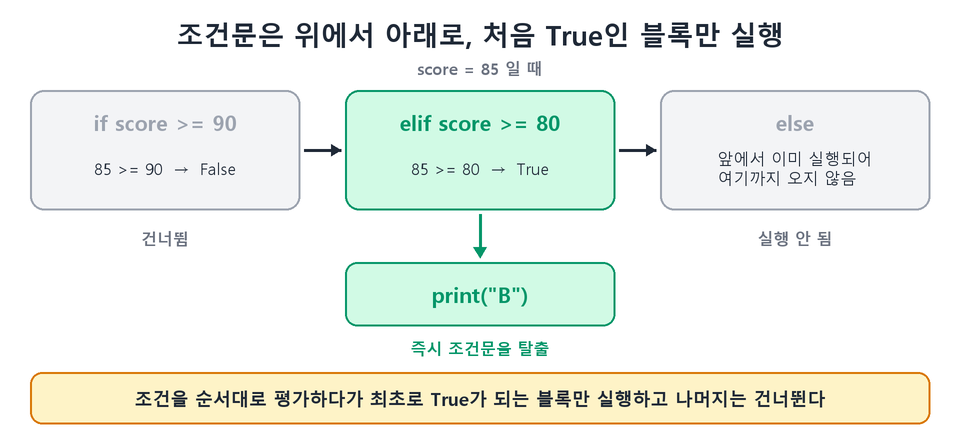 조건문은 위에서 아래로, 처음 True인 블록만 실행
score = 85 일 때
if score >= 90
85 >= 90 → False
건너뜀
elif score >= 80
85 >= 80 → True
else
앞에서 이미 실행되어
여기까지 오지 않음
실행 안 됨
print("B")
즉시 조건문을 탈출
조건을 순서대로 평가하다가 최초로 True가 되는 블록만 실행하고 나머지는 건너뛴다